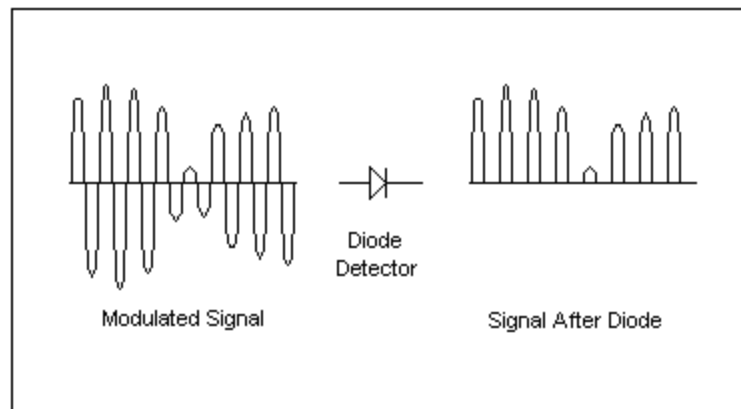 Diode
Detector
Modulated Signal
Signal After Diode